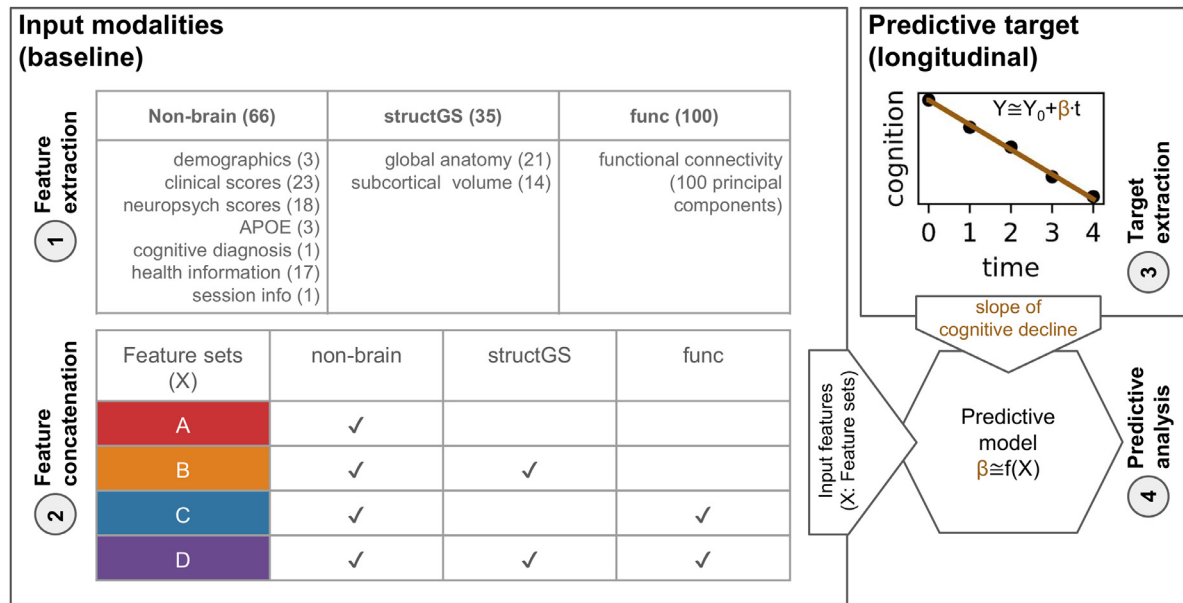 Input modalities
(baseline)
1
Feature
extraction
Non-brain (66)
structGS (35)
func (100)
demographics (3)
clinical scores (23)
neuropsych scores (18)
APOE (3)
cognitive diagnosis (1)
health information (17)
session info (1)
global anatomy (21)
subcortical volume (14)
functional connectivity
(100 principal
components)
2
Feature
concatenation
Feature sets
(X)
non-brain
structGS
func
A ✓
B ✓ ✓
C ✓ ✓
D ✓ ✓ ✓
Input features
(X: Feature sets)
Predictive target
(longitudinal)
cognition
Y≅Y₀+β·t
0 1 2 3 4
time
3
Target
extraction
slope of
cognitive decline
Predictive
model
β≅f(X)
4
Predictive
analysis